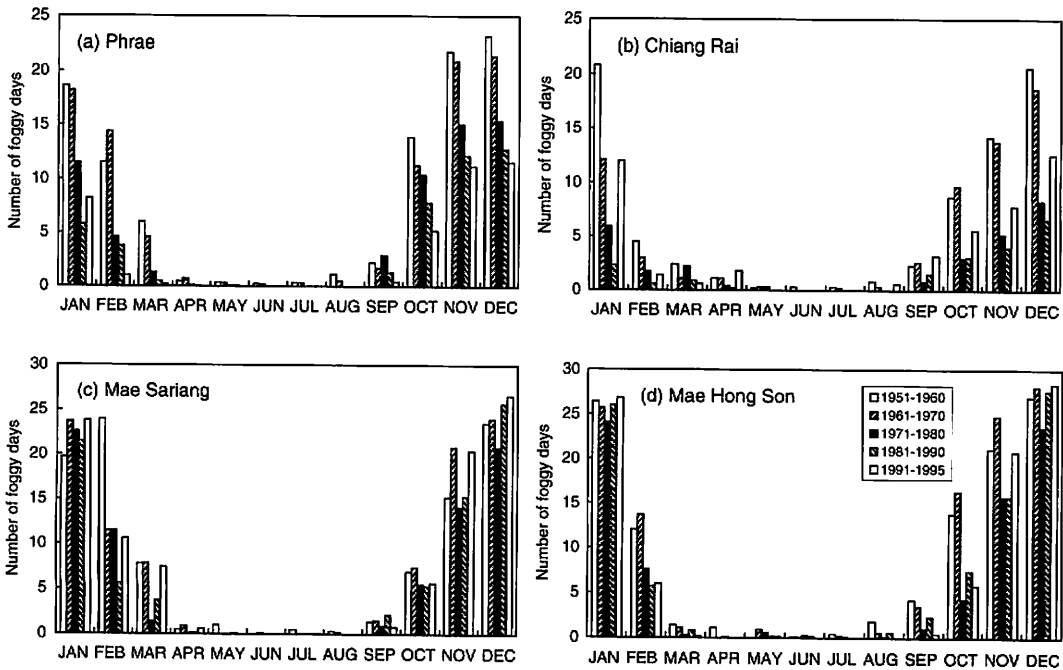 25
20
15
10
5
0
Number of foggy days
(a) Phrae
JAN FEB MAR APR MAY JUN JUL AUG SEP OCT NOV DEC
25
20
15
10
5
0
Number of foggy days
(b) Chiang Rai
JAN FEB MAR APR MAY JUN JUL AUG SEP OCT NOV DEC
30
25
20
15
10
5
0
Number of foggy days
(c) Mae Sariang
JAN FEB MAR APR MAY JUN JUL AUG SEP OCT NOV DEC
30
25
20
15
10
5
0
Number of foggy days
(d) Mae Hong Son
1951-1960
1961-1970
1971-1980
1981-1990
1991-1995
JAN FEB MAR APR MAY JUN JUL AUG SEP OCT NOV DEC